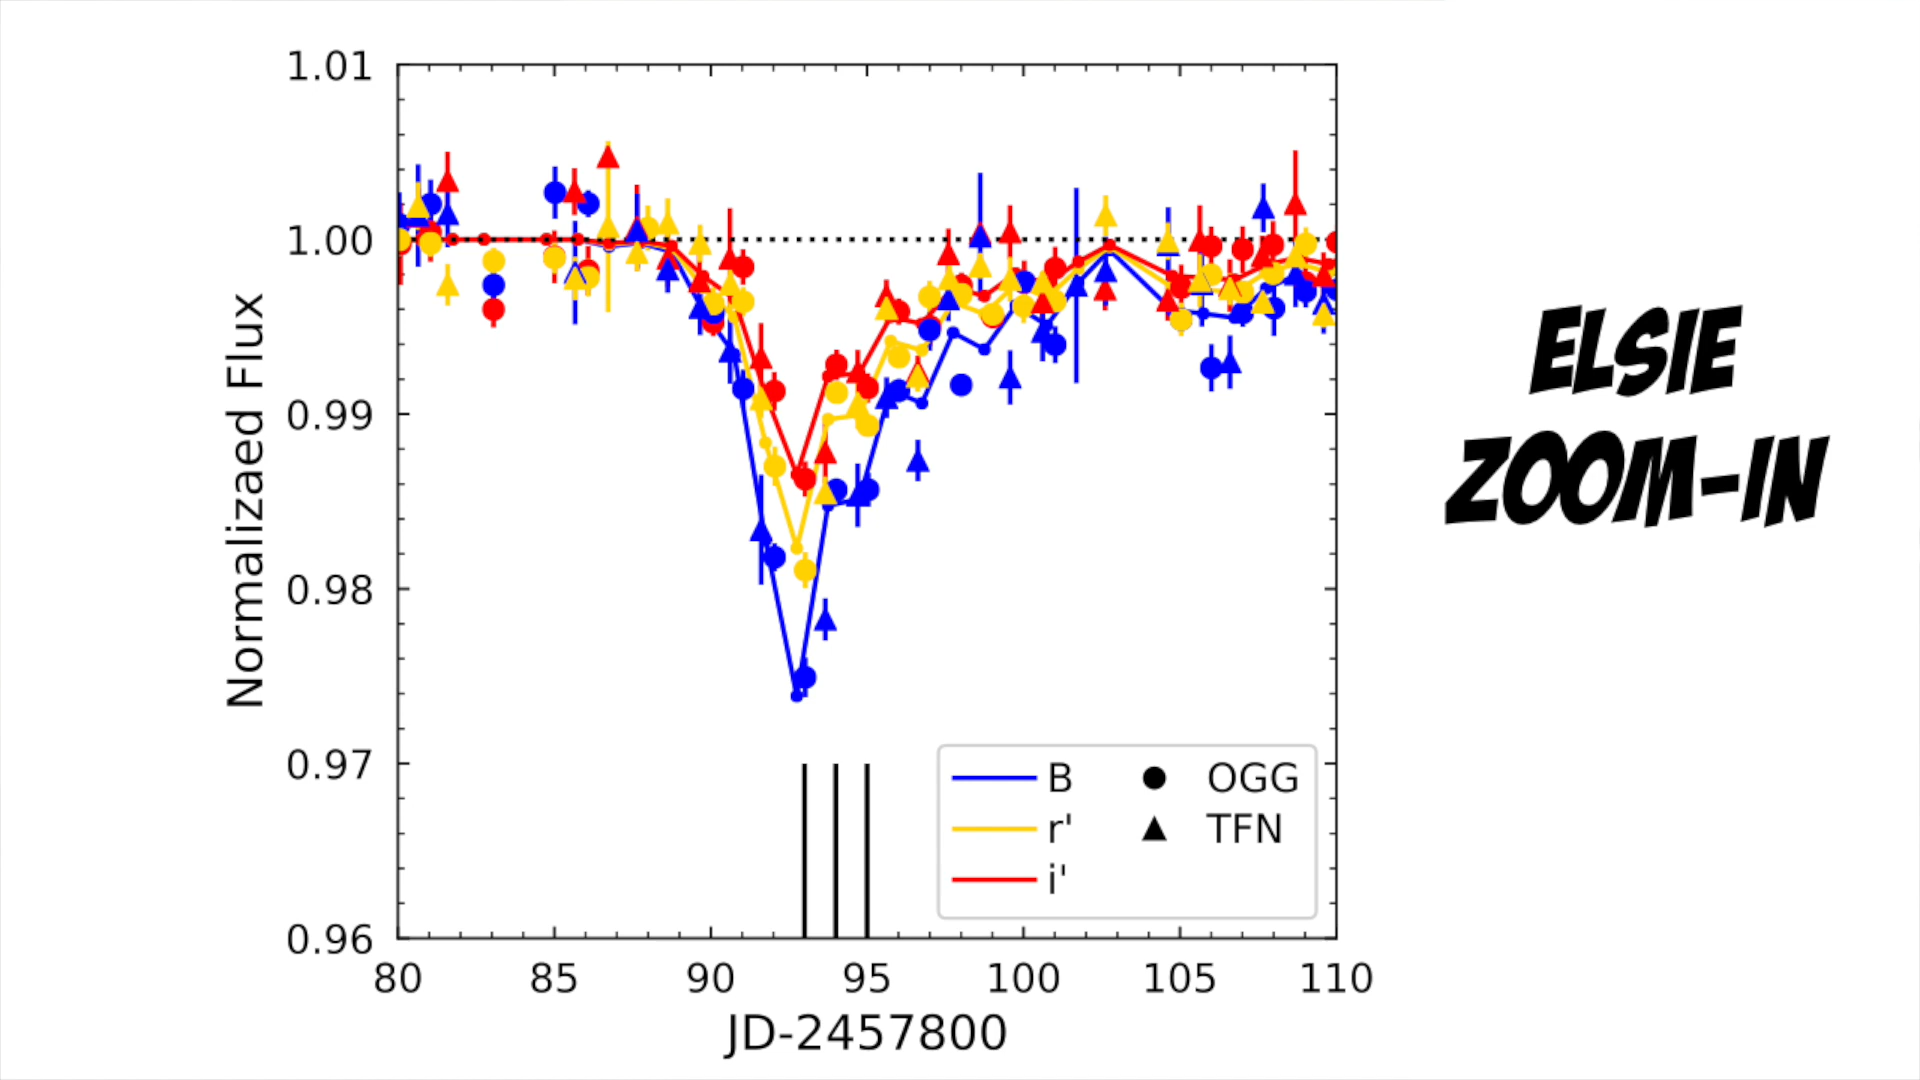 1.01
1.00
0.99
0.98
0.97
0.96
Normalizaed Flux
80 85 90 95 100 105 110
JD-2457800
B OGG
r' TFN
i'
ELSIE
ZOOM-IN